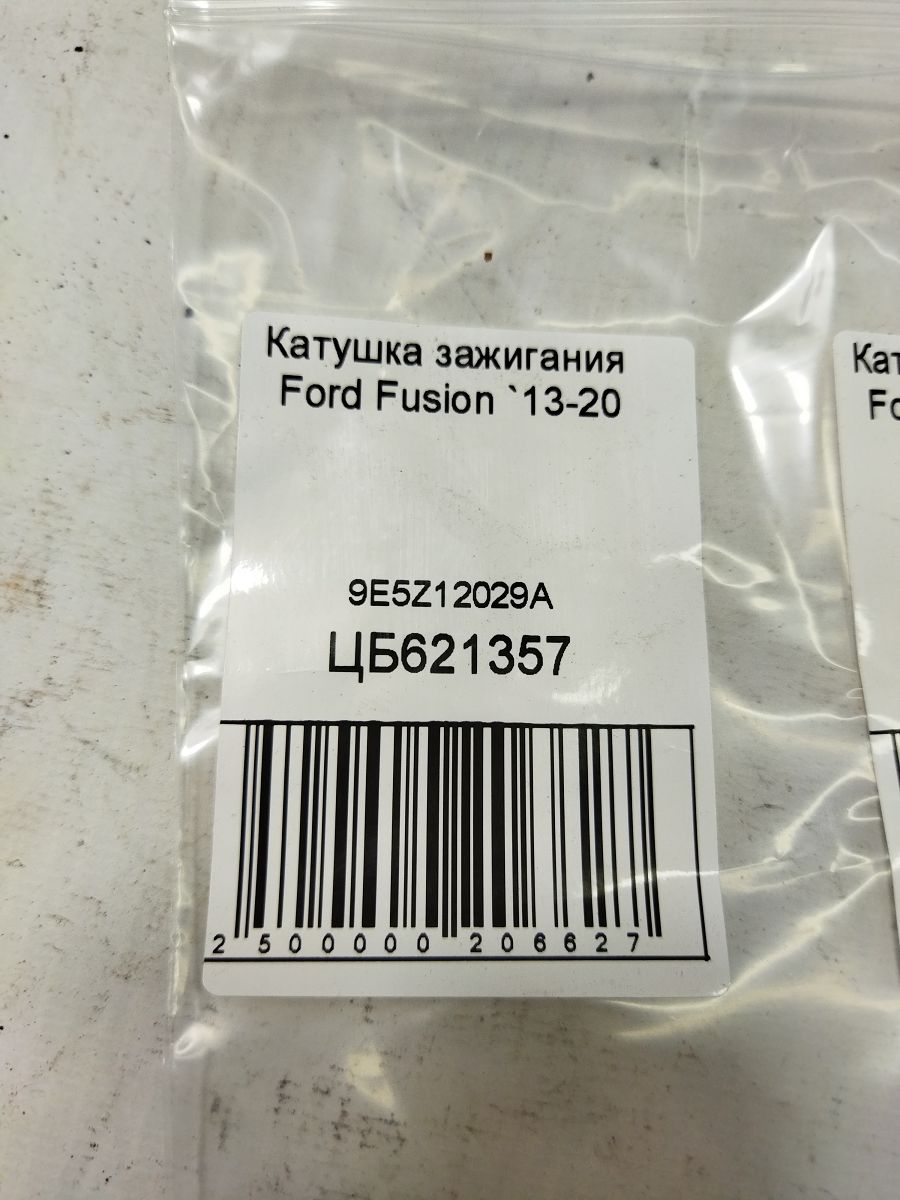 Катушка зажигания
Ford Fusion `13-20
9E5Z12029A
ЦБ621357
2 500000 206627